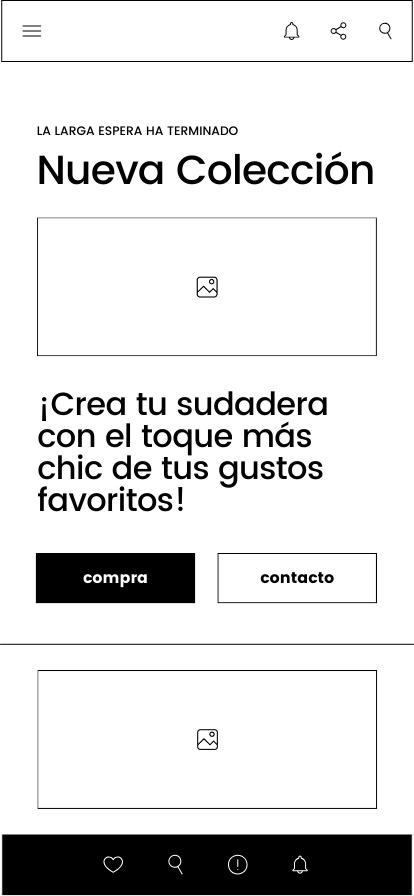 LA LARGA ESPERA HA TERMINADO
Nueva Colección
¡Crea tu sudadera
con el toque más
chic de tus gustos
favoritos!
compra
contacto